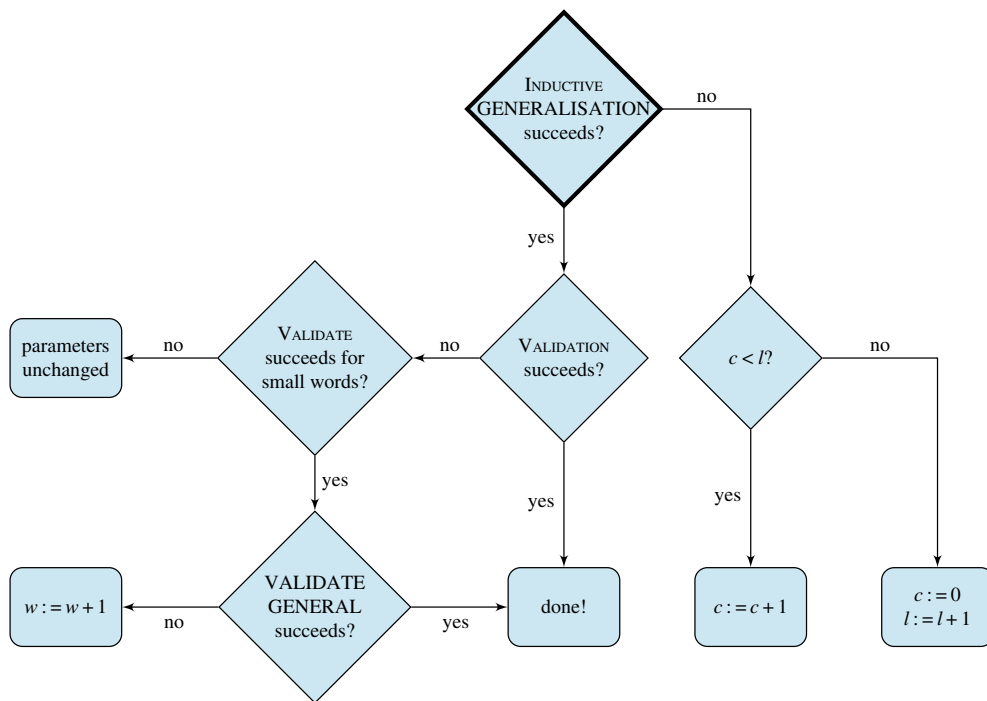 INDUCTIVE
GENERALISATION
succeeds?
no
yes
parameters
unchanged
no
VALIDATE
succeeds for
small words?
no
VALIDATION
succeeds?
c < l?
no
yes
yes
yes
w := w + 1
no
VALIDATE
GENERAL
succeeds?
yes
done!
c := c + 1
c := 0
l := l + 1